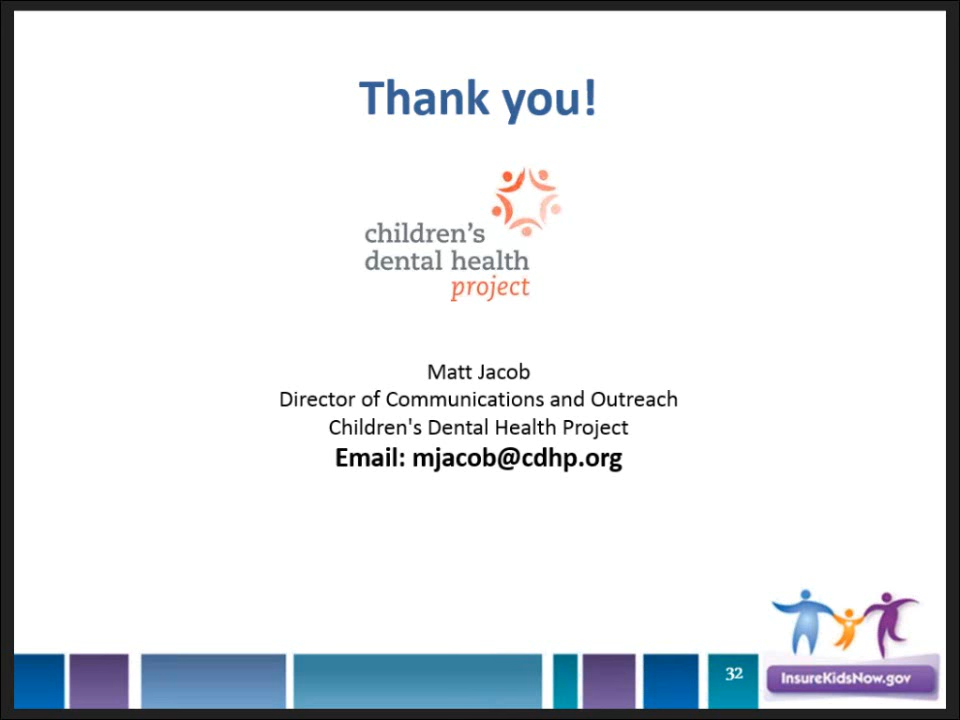 Thank you!
children's
dental health
project
Matt Jacob
Director of Communications and Outreach
Children's Dental Health Project
Email: mjacob@cdhp.org
32
InsureKidsNow.gov